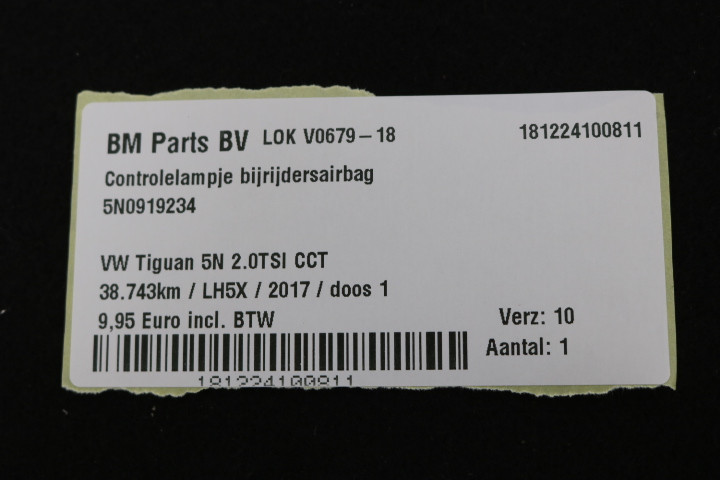 BM Parts BV LOK V0679-18 181224100811
Controlelampje bijrijdersairbag
5N0919234
VW Tiguan 5N 2.0TSI CCT
38.743km / LH5X / 2017 / doos 1
9,95 Euro incl. BTW Verz: 10
Aantal: 1
181224100811